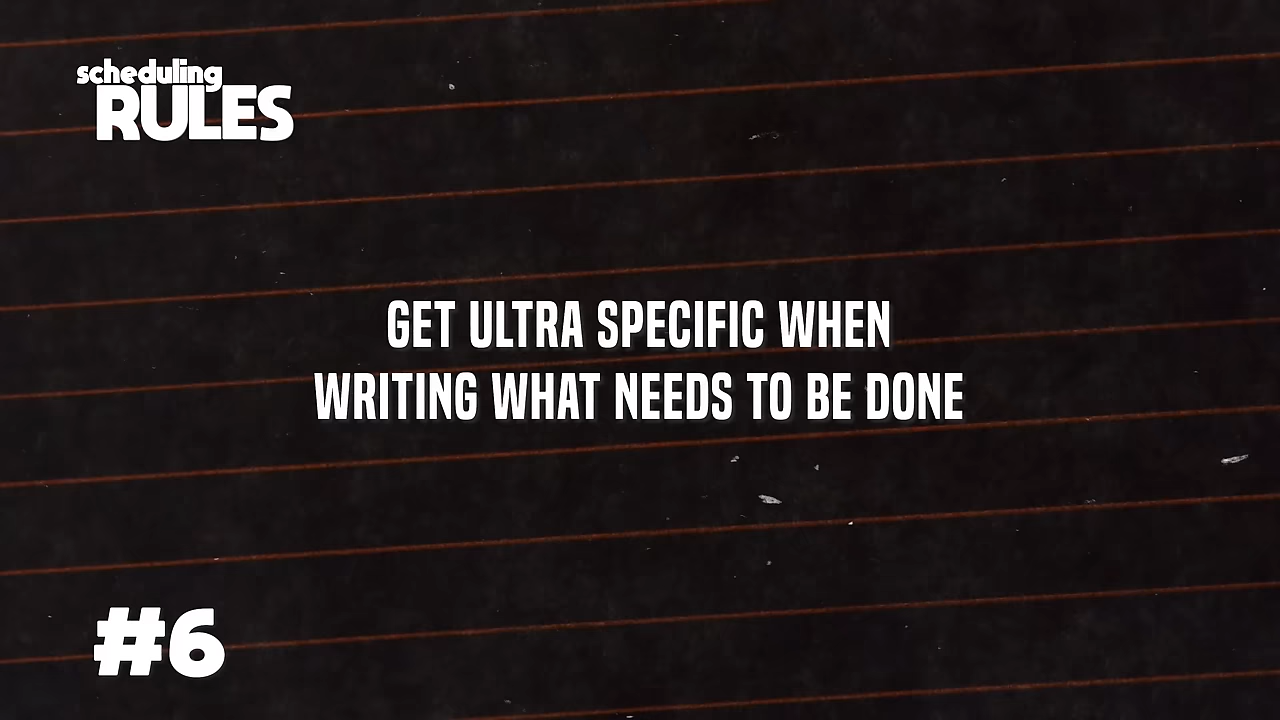 scheduling
RULES
GET ULTRA SPECIFIC WHEN
WRITING WHAT NEEDS TO BE DONE
#6